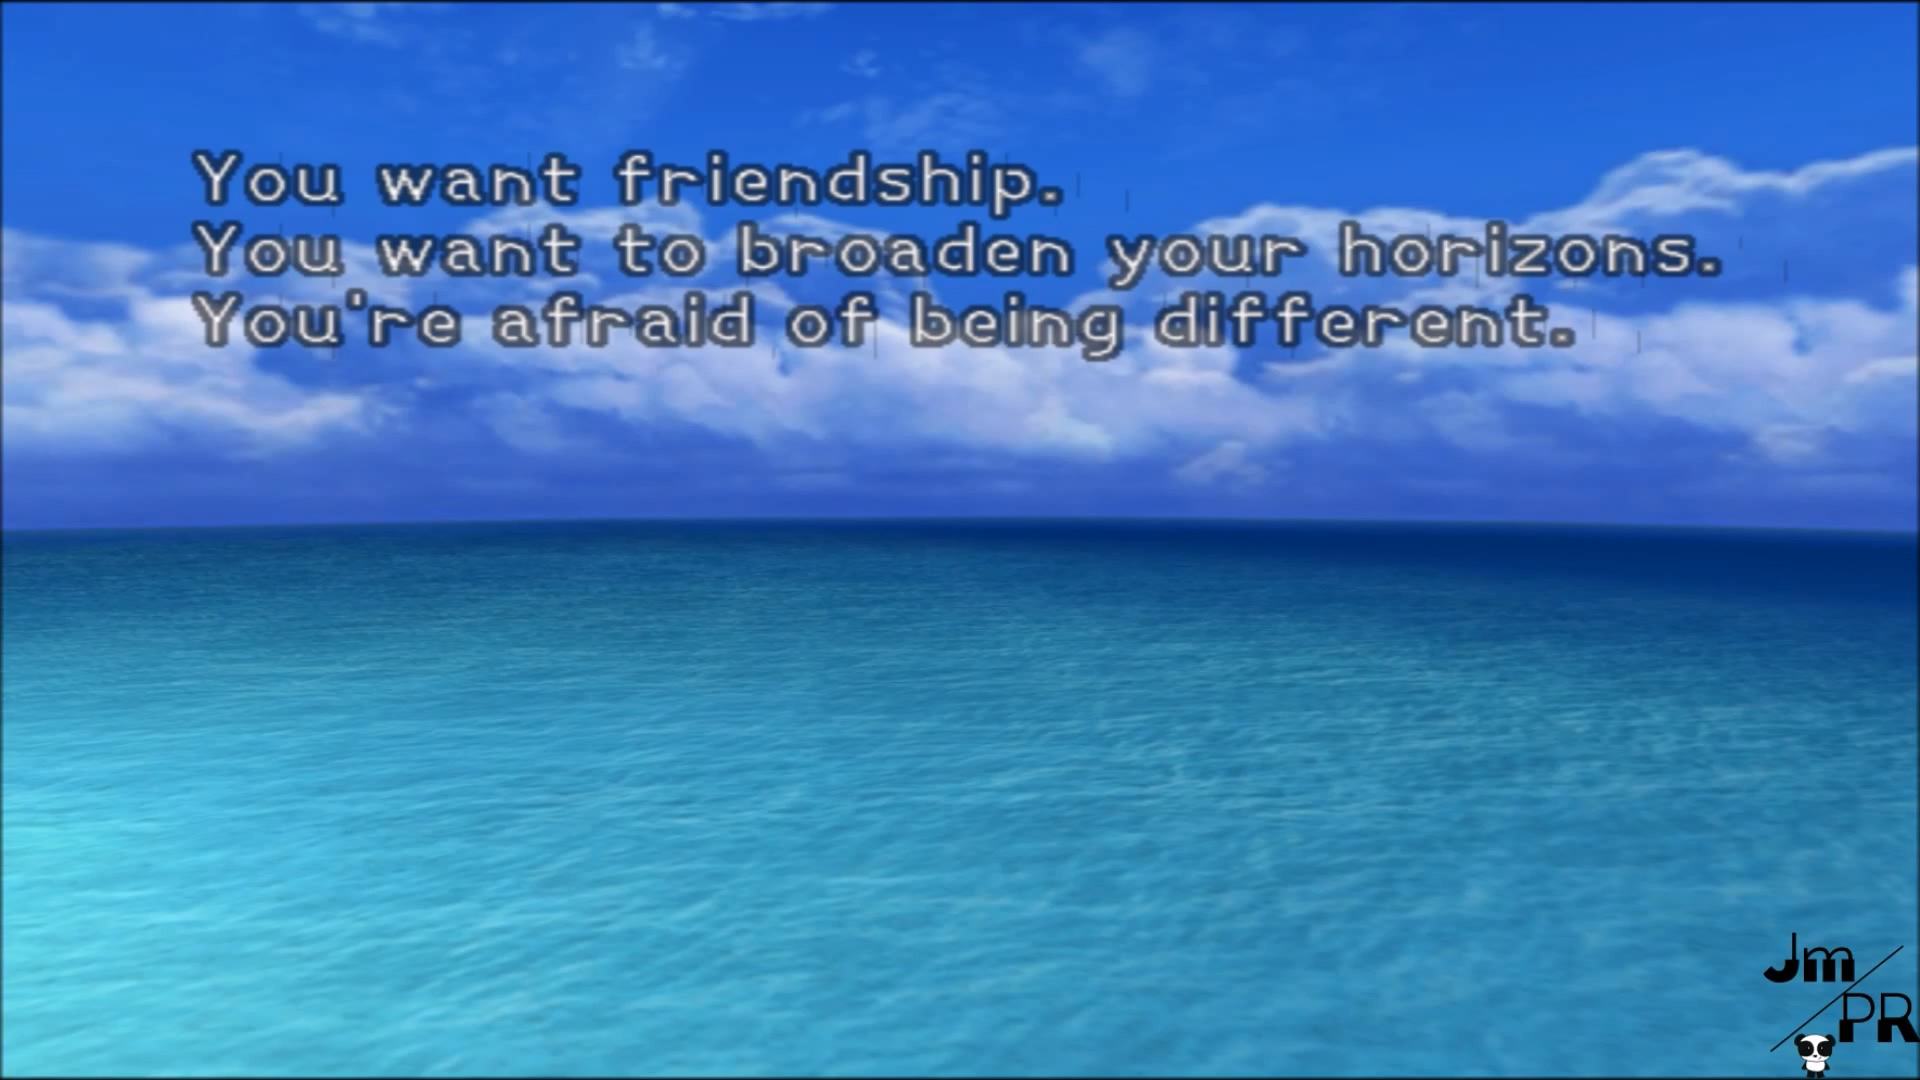 You want friendship.
You want to broaden your horizons.
You're afraid of being different.
Jm
PR